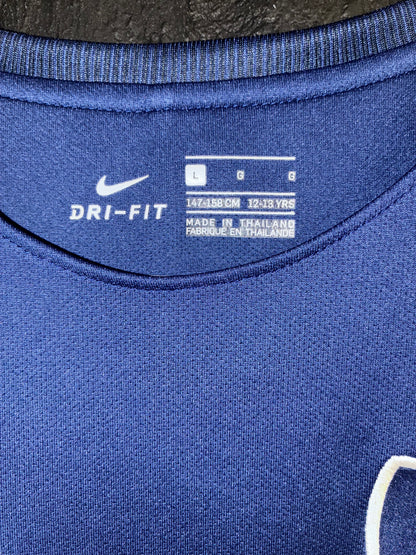 DRI-FIT
L G G
147-158 CM 12-13 YRS
MADE IN THAILAND
FABRIQUE EN THAILANDE